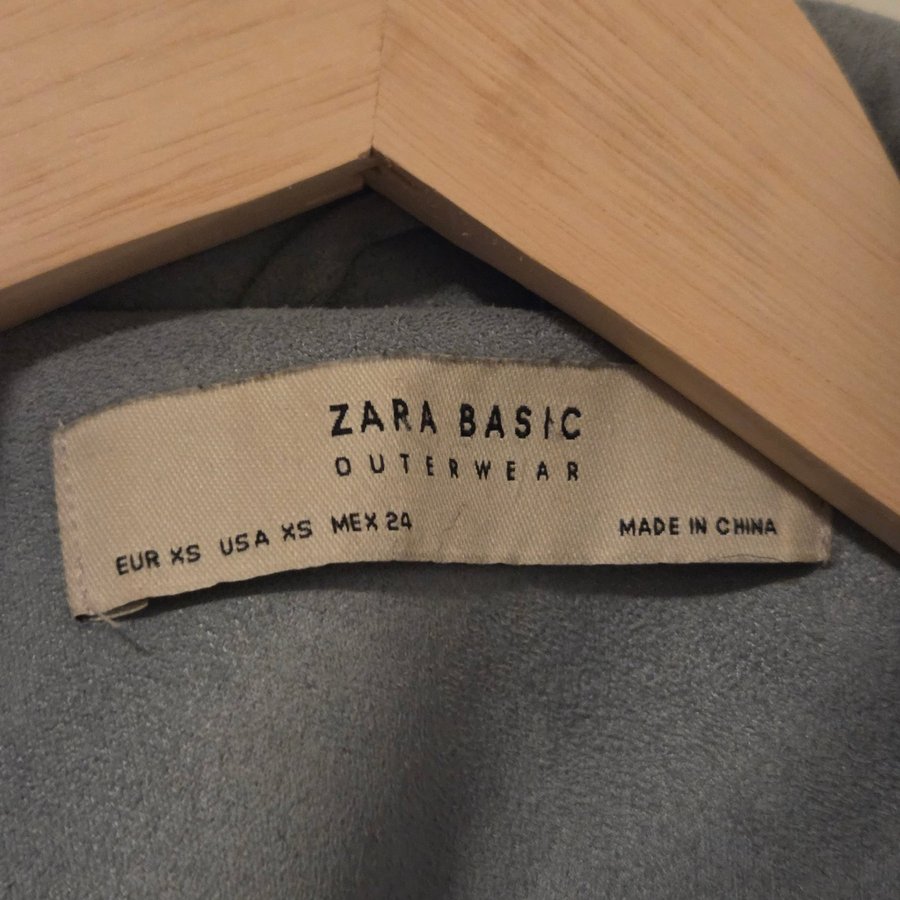 ZARA BASIC
OUTERWEAR
EUR XS USA XS MEX 24
MADE IN CHINA